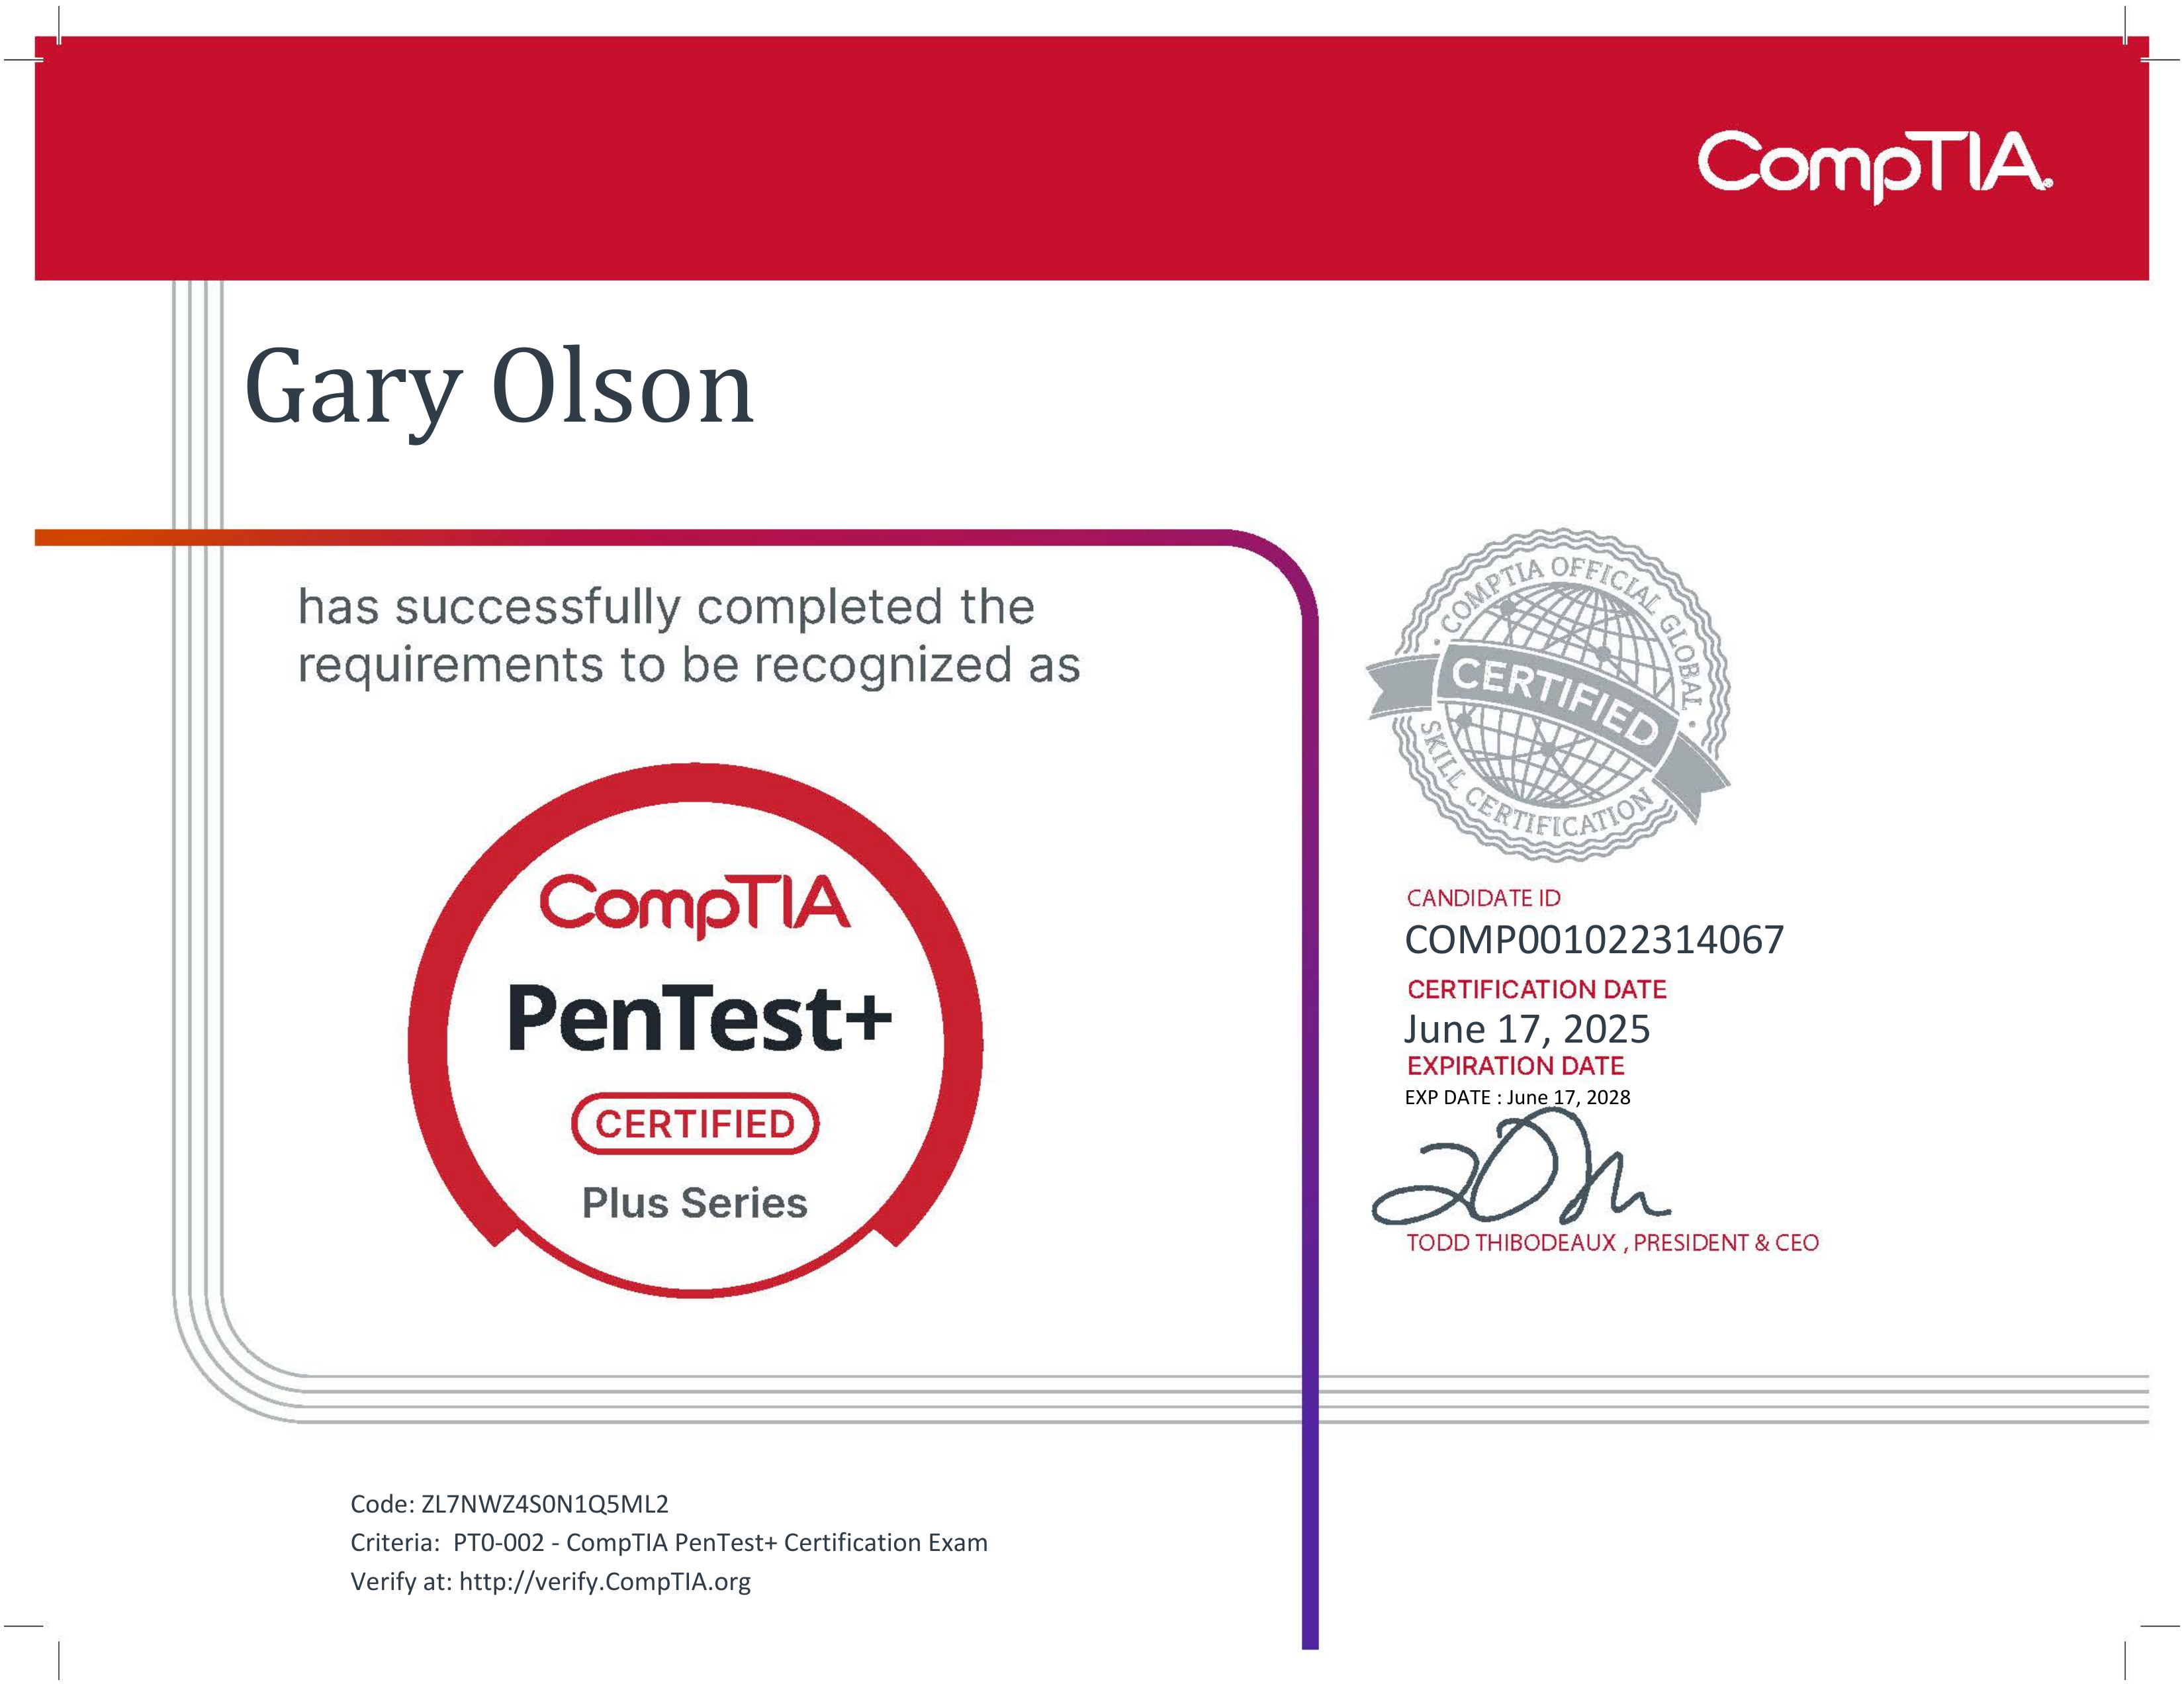 CompTIA.
Gary Olson
has successfully completed the
requirements to be recognized as
CompTIA
PenTest+
CERTIFIED
Plus Series
• COMPTIA OFFICIAL GLOBAL •
CERTIFIED
SKILL CERTIFICATION
CANDIDATE ID
COMP001022314067
CERTIFICATION DATE
June 17, 2025
EXPIRATION DATE
EXP DATE : June 17, 2028
TODD THIBODEAUX , PRESIDENT & CEO
Code: ZL7NWZ4S0N1Q5ML2
Criteria:  PT0-002 - CompTIA PenTest+ Certification Exam
Verify at: http://verify.CompTIA.org